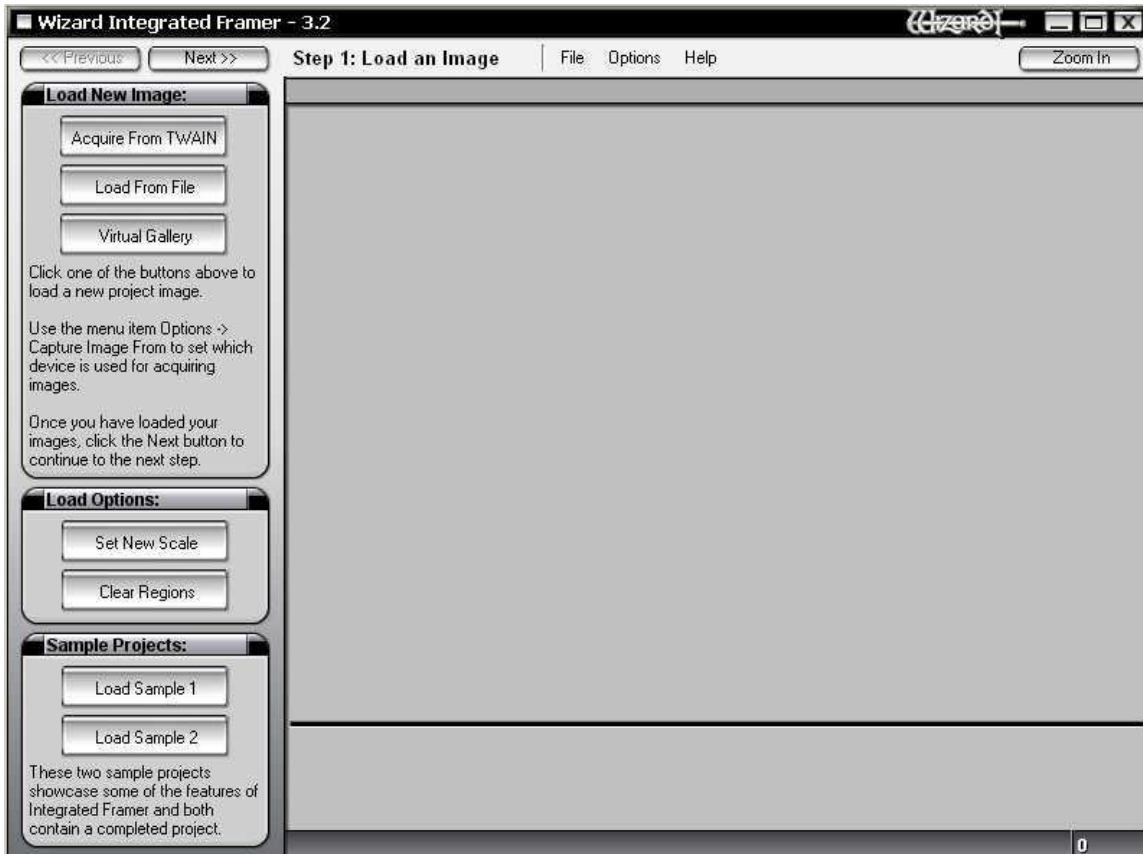 Wizard Integrated Framer - 3.2
Wizard
<< Previous
Next >>
Step 1: Load an Image
File
Options
Help
Zoom In
Load New Image:
Acquire From TWAIN
Load From File
Virtual Gallery
Click one of the buttons above to
load a new project image.
Use the menu item Options ->
Capture Image From to set which
device is used for acquiring
images.
Once you have loaded your
images, click the Next button to
continue to the next step.
Load Options:
Set New Scale
Clear Regions
Sample Projects:
Load Sample 1
Load Sample 2
These two sample projects
showcase some of the features of
Integrated Framer and both
contain a completed project.
0